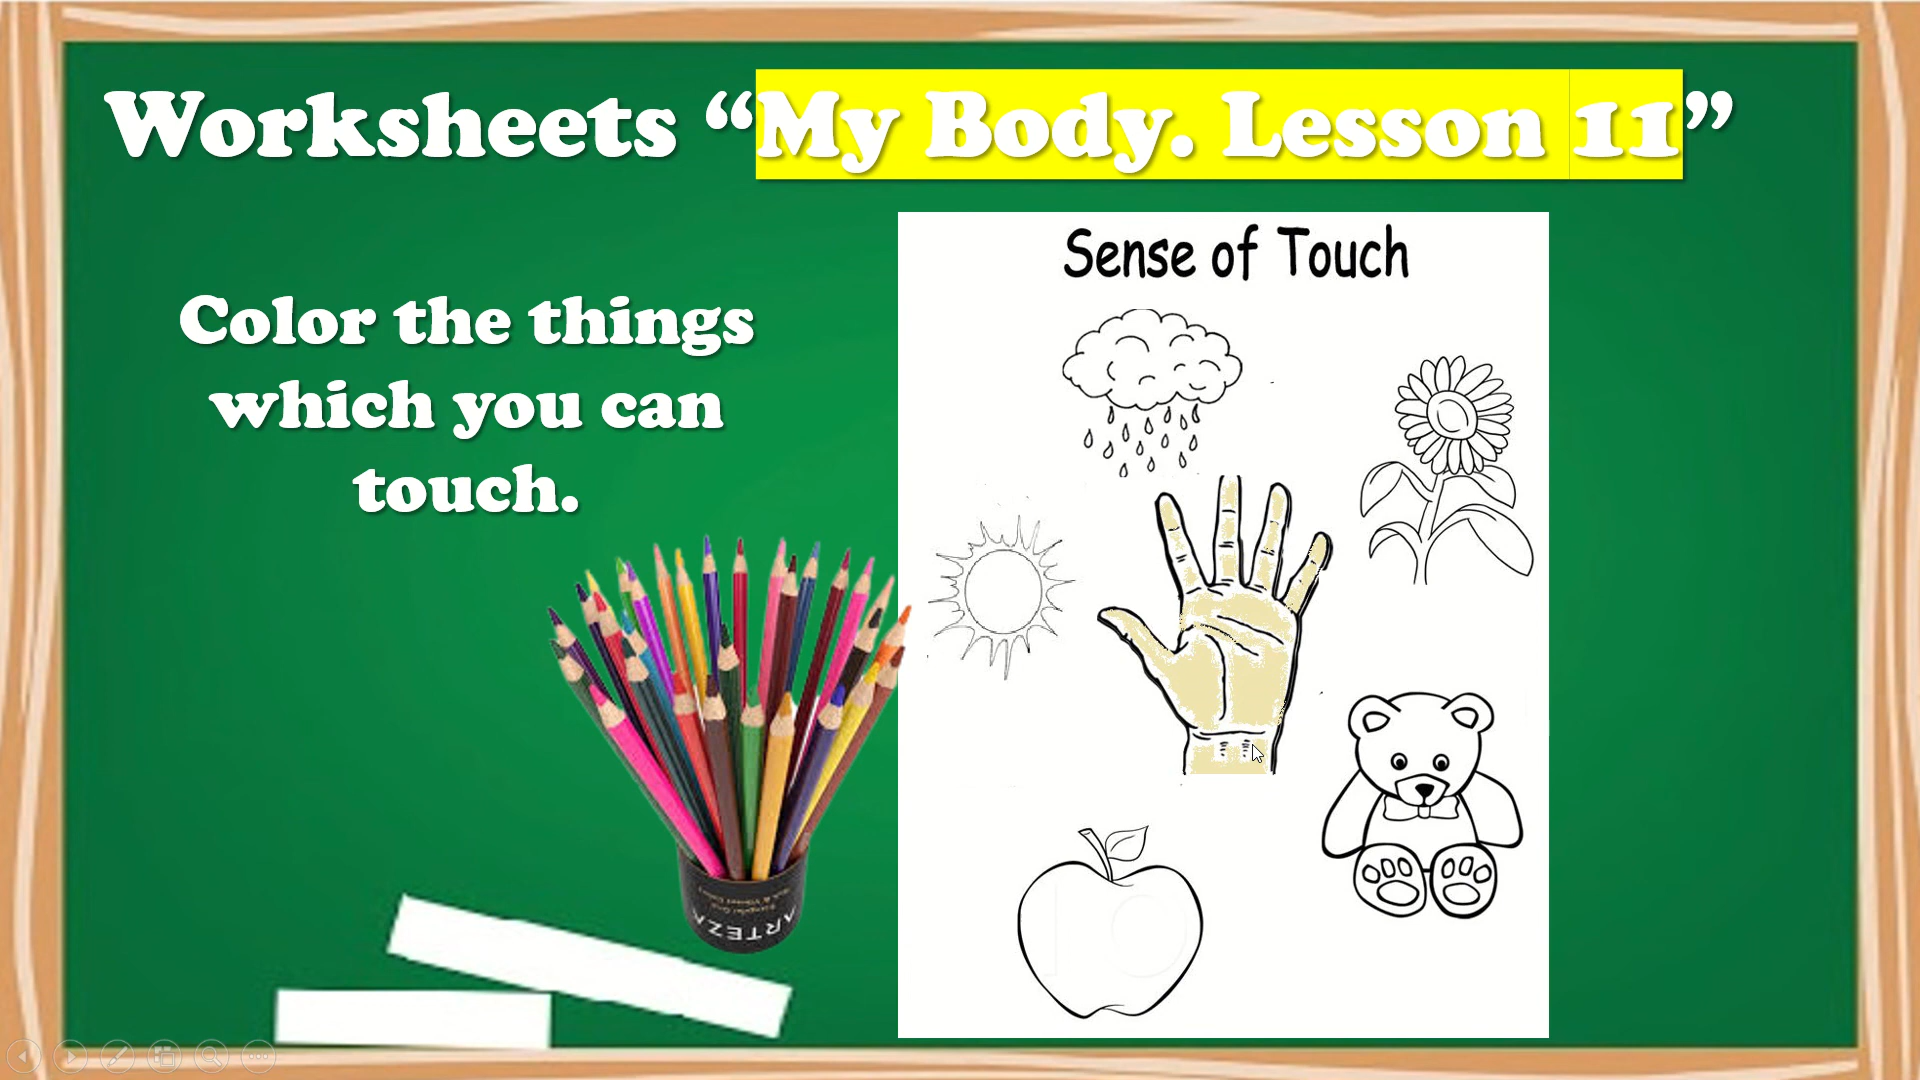 Worksheets “My Body. Lesson 11”
Sense of Touch
Color the things
which you can
touch.
ARTEZA